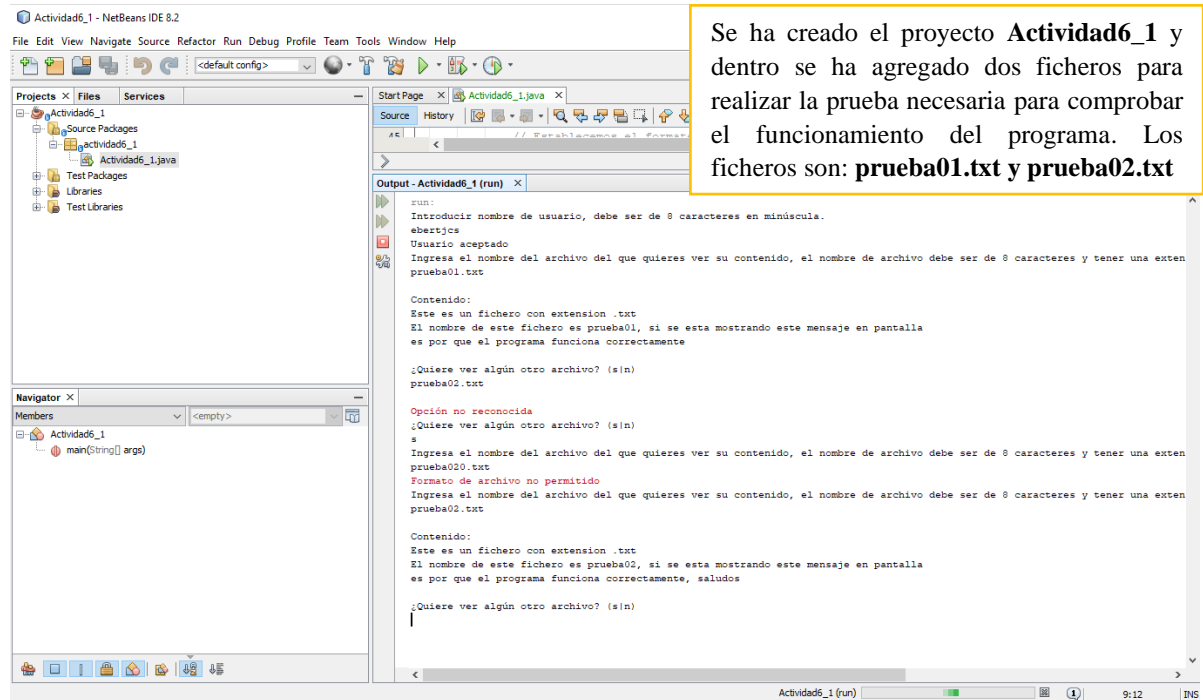 Actividad6_1 - NetBeans IDE 8.2
File Edit View Navigate Source Refactor Run Debug Profile Team Tools Window Help
<default config>
Se ha creado el proyecto Actividad6_1 y
dentro se ha agregado dos ficheros para
realizar la prueba necesaria para comprobar
el funcionamiento del programa. Los
ficheros son: prueba01.txt y prueba02.txt
Projects Files Services
Actividad6_1
Source Packages
actividad6_1
Actividad6_1.java
Test Packages
Libraries
Test Libraries
Start Page Actividad6_1.java
Source History
45 // Establecemos el format
Output - Actividad6_1 (run)
run:
Introducir nombre de usuario, debe ser de 8 caracteres en minúscula.
ebertjcs
Usuario aceptado
Ingresa el nombre del archivo del que quieres ver su contenido, el nombre de archivo debe ser de 8 caracteres y tener una exten
prueba01.txt
Contenido:
Este es un fichero con extension .txt
El nombre de este fichero es prueba01, si se esta mostrando este mensaje en pantalla
es por que el programa funciona correctamente
¿Quiere ver algún otro archivo? (s|n)
prueba02.txt
Opción no reconocida
¿Quiere ver algún otro archivo? (s|n)
s
Ingresa el nombre del archivo del que quieres ver su contenido, el nombre de archivo debe ser de 8 caracteres y tener una exten
prueba020.txt
Formato de archivo no permitido
Ingresa el nombre del archivo del que quieres ver su contenido, el nombre de archivo debe ser de 8 caracteres y tener una exten
prueba02.txt
Contenido:
Este es un fichero con extension .txt
El nombre de este fichero es prueba02, si se esta mostrando este mensaje en pantalla
es por que el programa funciona correctamente, saludos
¿Quiere ver algún otro archivo? (s|n)
Navigator
Members <empty>
Actividad6_1
main(String[] args)
Actividad6_1 (run) 1 9:12 INS